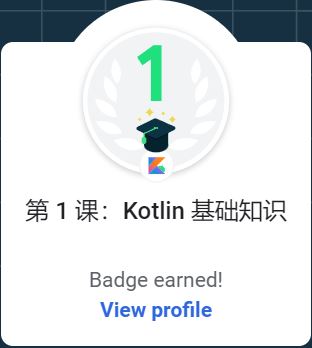 1
第 1 课：Kotlin 基础知识
Badge earned!
View profile